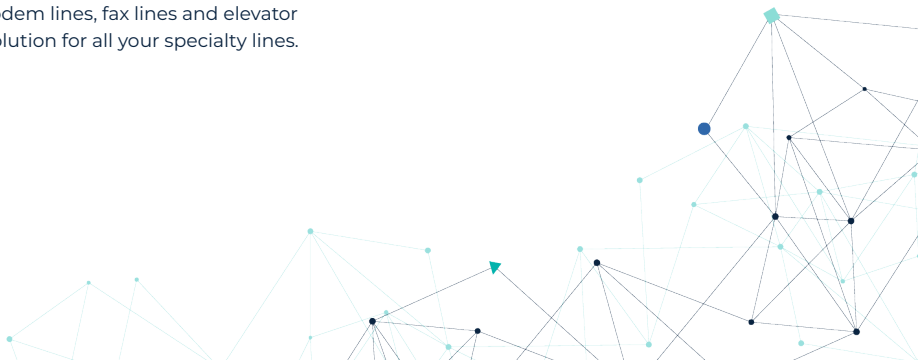 odem lines, fax lines and elevator
olution for all your specialty lines.